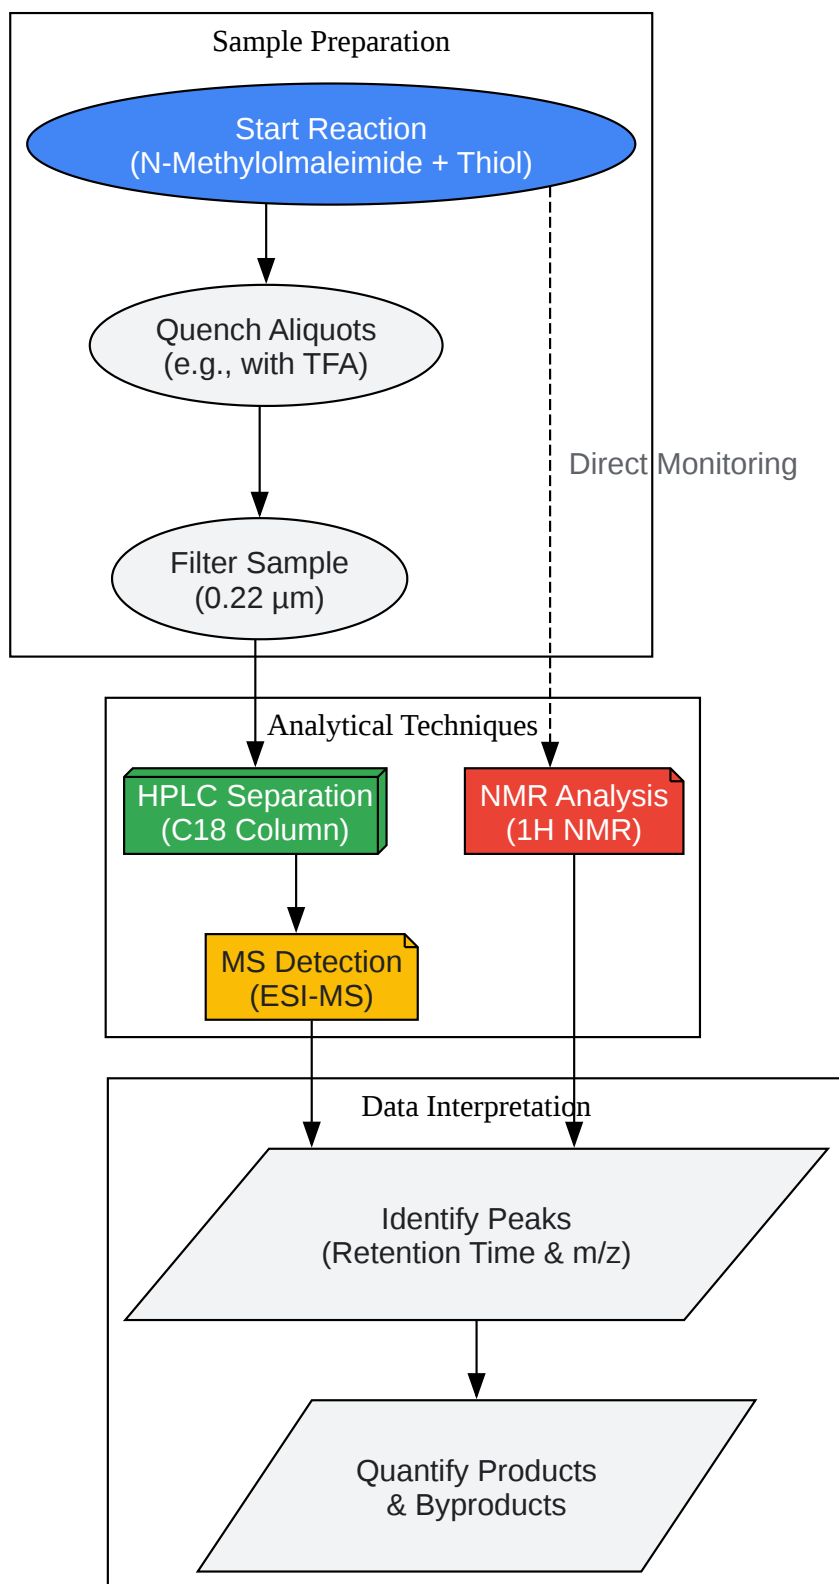 Sample Preparation
Start Reaction
(N-Methylolmaleimide + Thiol)
Quench Aliquots
(e.g., with TFA)
Direct Monitoring
Filter Sample
(0.22 µm)
Analytical Techniques
HPLC Separation
(C18 Column)
NMR Analysis
(1H NMR)
MS Detection
(ESI-MS)
Data Interpretation
Identify Peaks
(Retention Time & m/z)
Quantify Products
& Byproducts